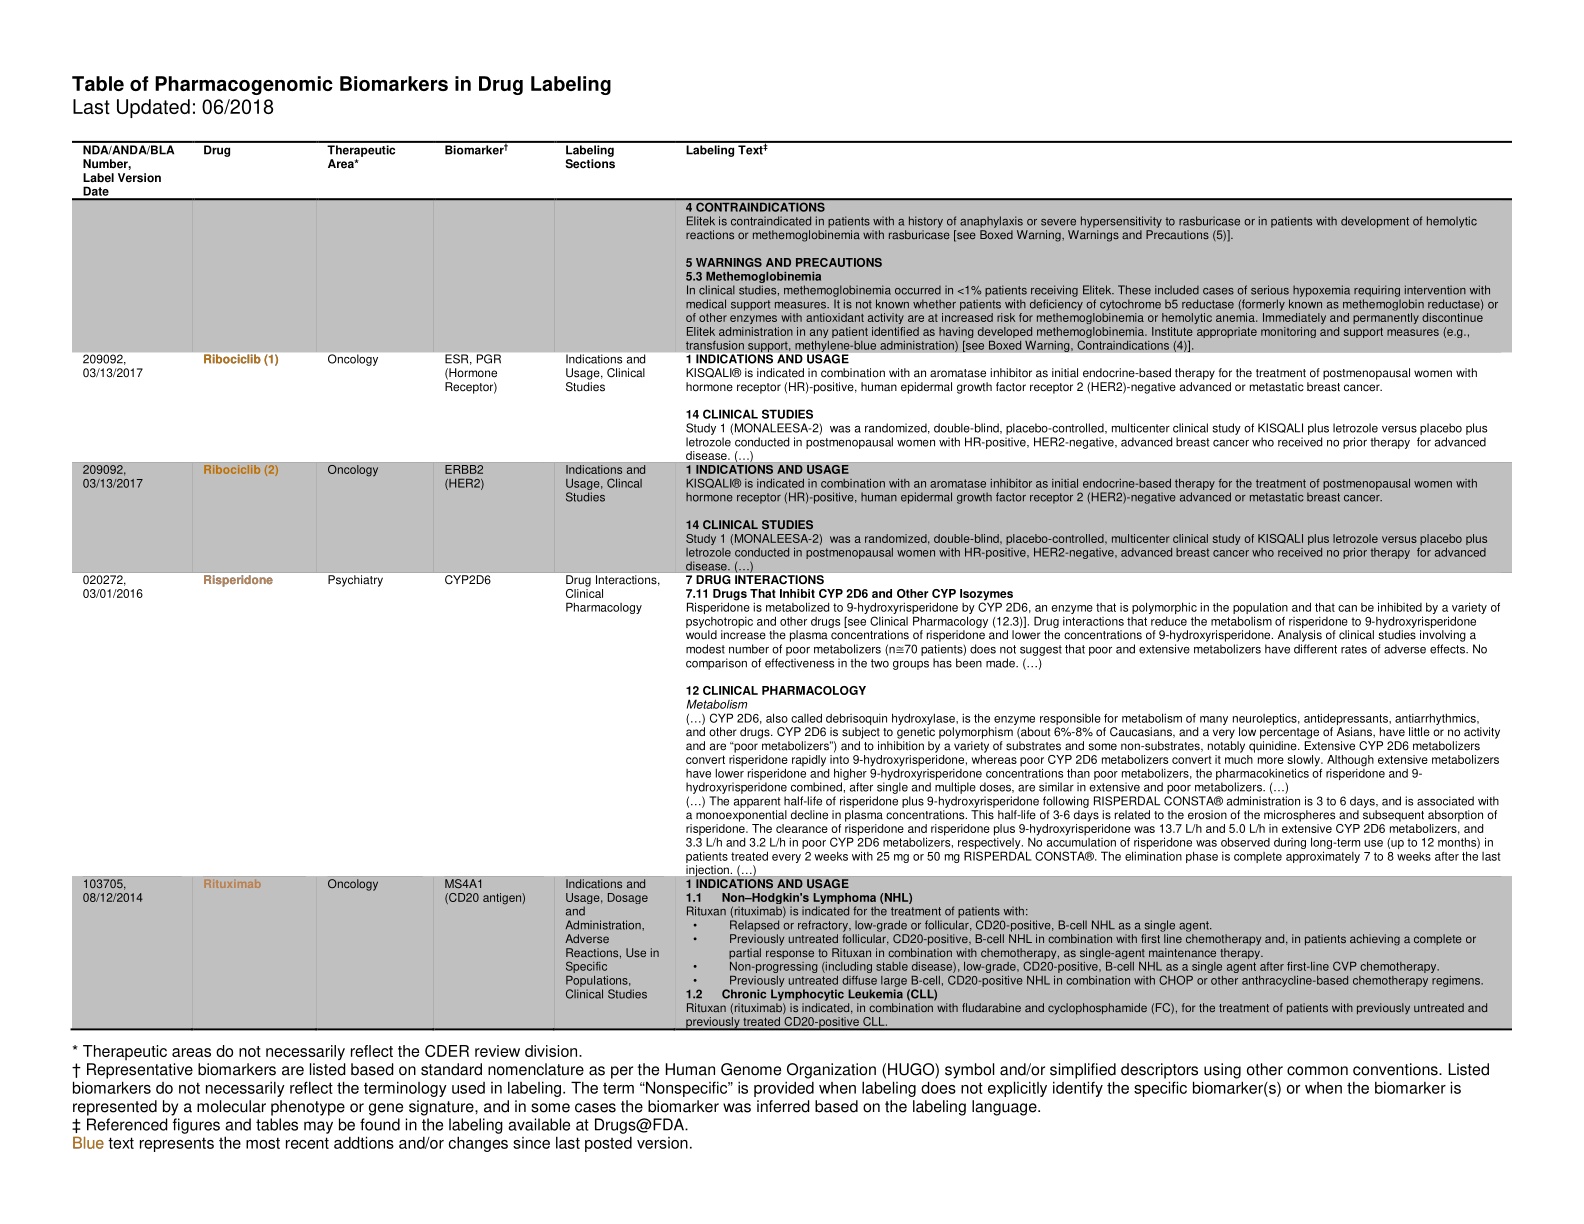 Table of Pharmacogenomic Biomarkers in Drug Labeling
Last Updated: 06/2018
NDA/ANDA/BLA
Number,
Label Version
Date
Drug
Therapeutic
Area*
Biomarker†
Labeling
Sections
Labeling Text‡
4 CONTRAINDICATIONS
Elitek is contraindicated in patients with a history of anaphylaxis or severe hypersensitivity to rasburicase or in patients with development of hemolytic
reactions or methemoglobinemia with rasburicase [see Boxed Warning, Warnings and Precautions (5)].
5 WARNINGS AND PRECAUTIONS
5.3 Methemoglobinemia
In clinical studies, methemoglobinemia occurred in <1% patients receiving Elitek. These included cases of serious hypoxemia requiring intervention with
medical support measures. It is not known whether patients with deficiency of cytochrome b5 reductase (formerly known as methemoglobin reductase) or
of other enzymes with antioxidant activity are at increased risk for methemoglobinemia or hemolytic anemia. Immediately and permanently discontinue
Elitek administration in any patient identified as having developed methemoglobinemia. Institute appropriate monitoring and support measures (e.g.,
transfusion support, methylene-blue administration) [see Boxed Warning, Contraindications (4)].
209092,
03/13/2017
Ribociclib (1)
Oncology
ESR, PGR
(Hormone
Receptor)
Indications and
Usage, Clinical
Studies
1 INDICATIONS AND USAGE
KISQALI® is indicated in combination with an aromatase inhibitor as initial endocrine-based therapy for the treatment of postmenopausal women with
hormone receptor (HR)-positive, human epidermal growth factor receptor 2 (HER2)-negative advanced or metastatic breast cancer.
14 CLINICAL STUDIES
Study 1 (MONALEESA-2)  was a randomized, double-blind, placebo-controlled, multicenter clinical study of KISQALI plus letrozole versus placebo plus
letrozole conducted in postmenopausal women with HR-positive, HER2-negative, advanced breast cancer who received no prior therapy  for advanced
disease. (…)
209092,
03/13/2017
Ribociclib (2)
Oncology
ERBB2
(HER2)
Indications and
Usage, Clincal
Studies
1 INDICATIONS AND USAGE
KISQALI® is indicated in combination with an aromatase inhibitor as initial endocrine-based therapy for the treatment of postmenopausal women with
hormone receptor (HR)-positive, human epidermal growth factor receptor 2 (HER2)-negative advanced or metastatic breast cancer.
14 CLINICAL STUDIES
Study 1 (MONALEESA-2)  was a randomized, double-blind, placebo-controlled, multicenter clinical study of KISQALI plus letrozole versus placebo plus
letrozole conducted in postmenopausal women with HR-positive, HER2-negative, advanced breast cancer who received no prior therapy  for advanced
disease. (…)
020272,
03/01/2016
Risperidone
Psychiatry
CYP2D6
Drug Interactions,
Clinical
Pharmacology
7 DRUG INTERACTIONS
7.11 Drugs That Inhibit CYP 2D6 and Other CYP Isozymes
Risperidone is metabolized to 9-hydroxyrisperidone by CYP 2D6, an enzyme that is polymorphic in the population and that can be inhibited by a variety of
psychotropic and other drugs [see Clinical Pharmacology (12.3)]. Drug interactions that reduce the metabolism of risperidone to 9-hydroxyrisperidone
would increase the plasma concentrations of risperidone and lower the concentrations of 9-hydroxyrisperidone. Analysis of clinical studies involving a
modest number of poor metabolizers (n≅70 patients) does not suggest that poor and extensive metabolizers have different rates of adverse effects. No
comparison of effectiveness in the two groups has been made. (…)
12 CLINICAL PHARMACOLOGY
Metabolism
(…) CYP 2D6, also called debrisoquin hydroxylase, is the enzyme responsible for metabolism of many neuroleptics, antidepressants, antiarrhythmics,
and other drugs. CYP 2D6 is subject to genetic polymorphism (about 6%-8% of Caucasians, and a very low percentage of Asians, have little or no activity
and are “poor metabolizers”) and to inhibition by a variety of substrates and some non-substrates, notably quinidine. Extensive CYP 2D6 metabolizers
convert risperidone rapidly into 9-hydroxyrisperidone, whereas poor CYP 2D6 metabolizers convert it much more slowly. Although extensive metabolizers
have lower risperidone and higher 9-hydroxyrisperidone concentrations than poor metabolizers, the pharmacokinetics of risperidone and 9-
hydroxyrisperidone combined, after single and multiple doses, are similar in extensive and poor metabolizers. (…)
(…) The apparent half-life of risperidone plus 9-hydroxyrisperidone following RISPERDAL CONSTA® administration is 3 to 6 days, and is associated with
a monoexponential decline in plasma concentrations. This half-life of 3-6 days is related to the erosion of the microspheres and subsequent absorption of
risperidone. The clearance of risperidone and risperidone plus 9-hydroxyrisperidone was 13.7 L/h and 5.0 L/h in extensive CYP 2D6 metabolizers, and
3.3 L/h and 3.2 L/h in poor CYP 2D6 metabolizers, respectively. No accumulation of risperidone was observed during long-term use (up to 12 months) in
patients treated every 2 weeks with 25 mg or 50 mg RISPERDAL CONSTA®. The elimination phase is complete approximately 7 to 8 weeks after the last
injection. (…)
103705,
08/12/2014
Rituximab
Oncology
MS4A1
(CD20 antigen)
Indications and
Usage, Dosage
and
Administration,
Adverse
Reactions, Use in
Specific
Populations,
Clinical Studies
1 INDICATIONS AND USAGE
1.1 Non–Hodgkin's Lymphoma (NHL)
Rituxan (rituximab) is indicated for the treatment of patients with:
• Relapsed or refractory, low-grade or follicular, CD20-positive, B-cell NHL as a single agent.
• Previously untreated follicular, CD20-positive, B-cell NHL in combination with first line chemotherapy and, in patients achieving a complete or
partial response to Rituxan in combination with chemotherapy, as single-agent maintenance therapy.
• Non-progressing (including stable disease), low-grade, CD20-positive, B-cell NHL as a single agent after first-line CVP chemotherapy.
• Previously untreated diffuse large B-cell, CD20-positive NHL in combination with CHOP or other anthracycline-based chemotherapy regimens.
1.2 Chronic Lymphocytic Leukemia (CLL)
Rituxan (rituximab) is indicated, in combination with fludarabine and cyclophosphamide (FC), for the treatment of patients with previously untreated and
previously treated CD20-positive CLL.
* Therapeutic areas do not necessarily reflect the CDER review division.
† Representative biomarkers are listed based on standard nomenclature as per the Human Genome Organization (HUGO) symbol and/or simplified descriptors using other common conventions. Listed
biomarkers do not necessarily reflect the terminology used in labeling. The term “Nonspecific” is provided when labeling does not explicitly identify the specific biomarker(s) or when the biomarker is
represented by a molecular phenotype or gene signature, and in some cases the biomarker was inferred based on the labeling language.
‡ Referenced figures and tables may be found in the labeling available at Drugs@FDA.
Blue text represents the most recent addtions and/or changes since last posted version.